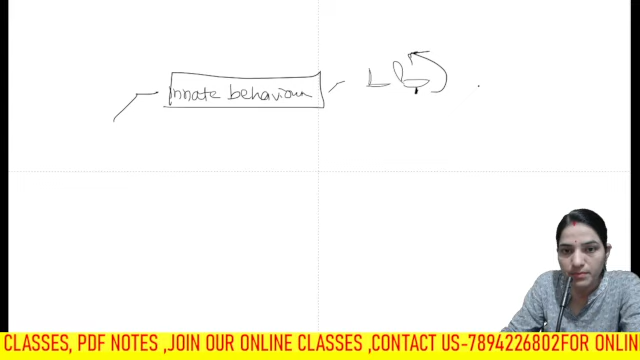 innate behaviour
CLASSES, PDF NOTES ,JOIN OUR ONLINE CLASSES ,CONTACT US-7894226802FOR ONLIN